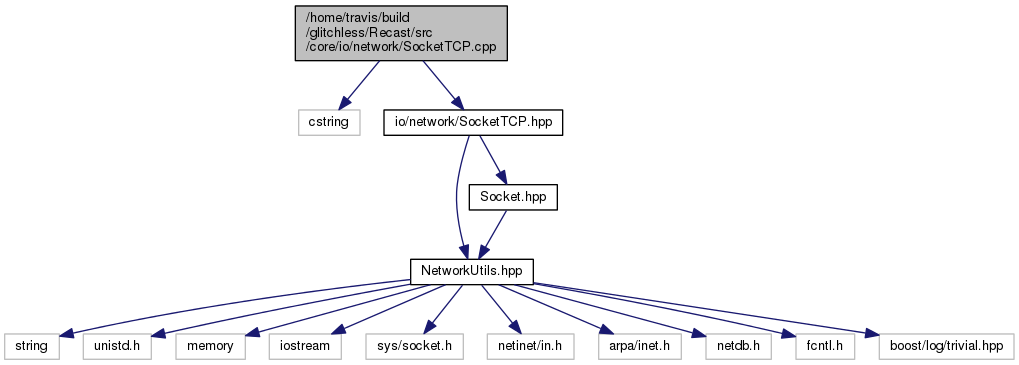 /home/travis/build
/glitchless/Recast/src
/core/io/network/SocketTCP.cpp
cstring
io/network/SocketTCP.hpp
Socket.hpp
NetworkUtils.hpp
string
unistd.h
memory
iostream
sys/socket.h
netinet/in.h
arpa/inet.h
netdb.h
fcntl.h
boost/log/trivial.hpp